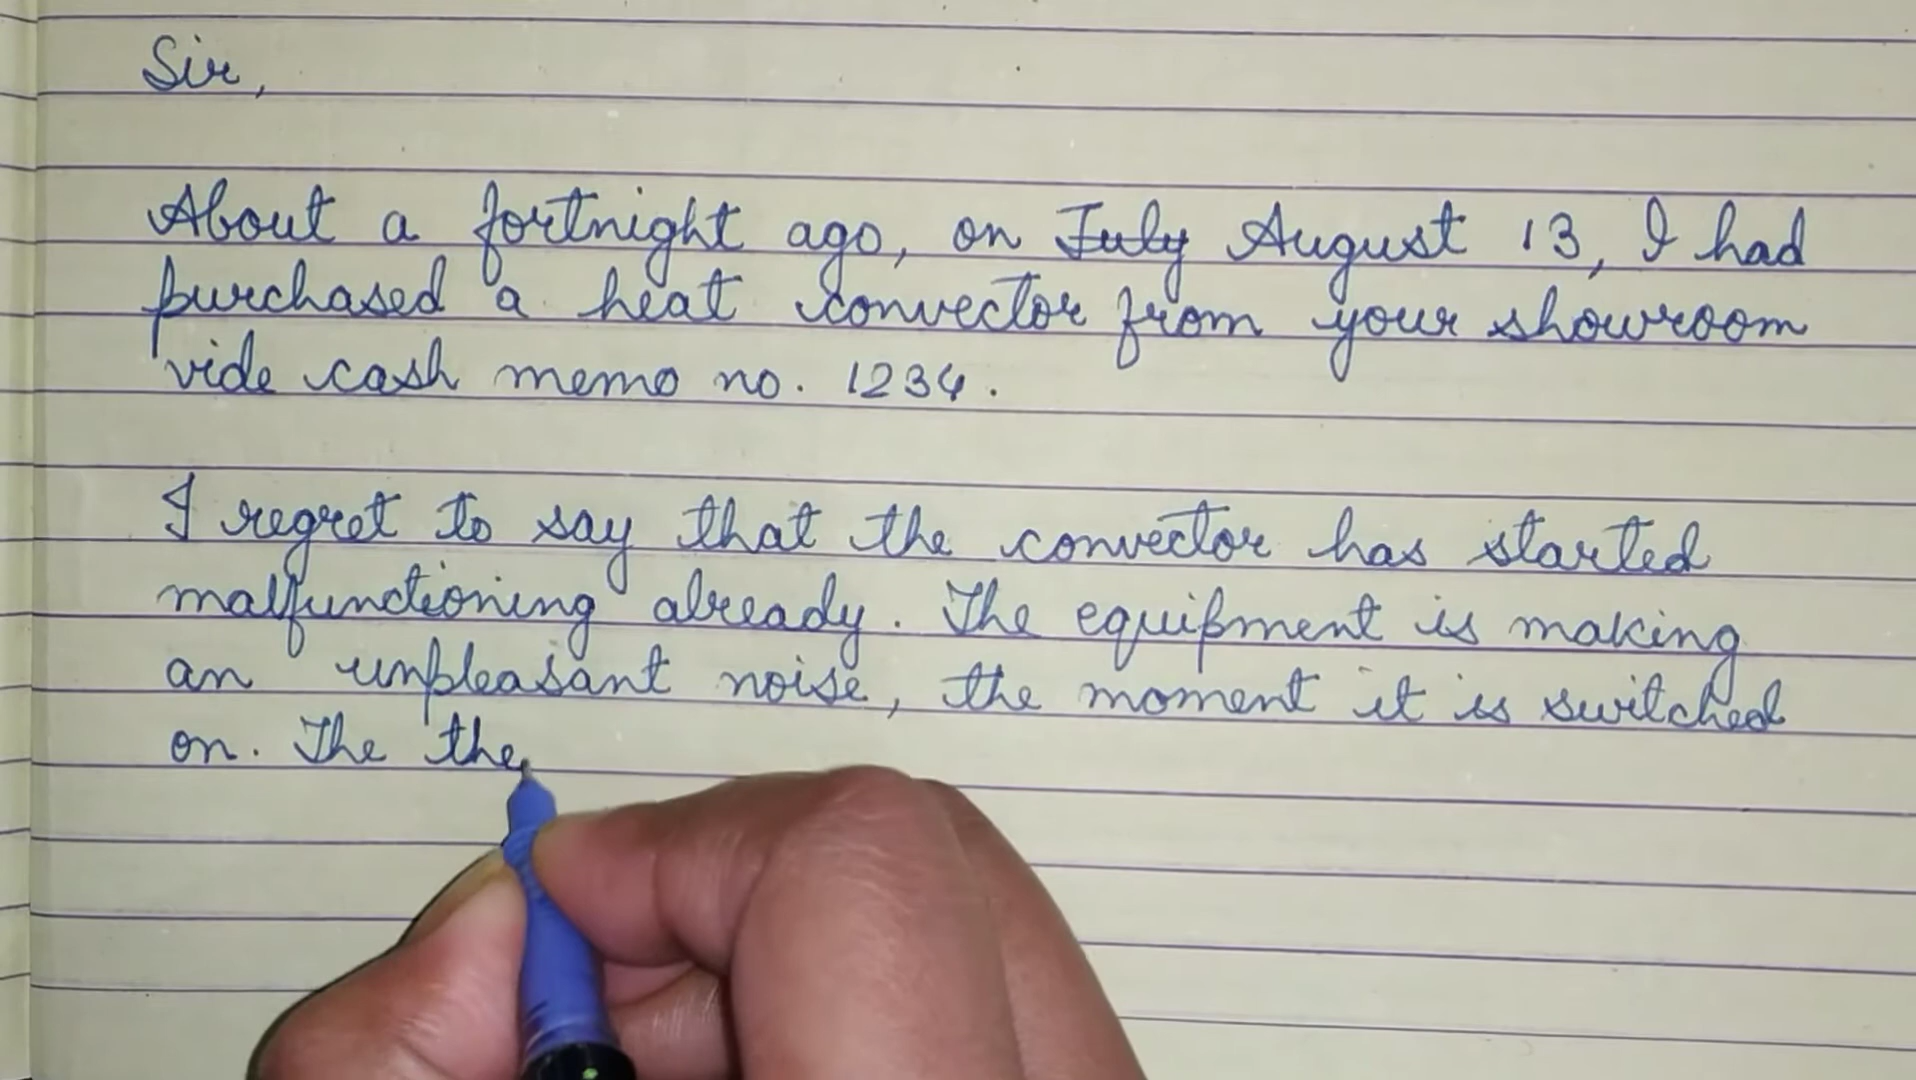 Sir,
About a fortnight ago, on July August 13, I had
purchased a heat convector from your showroom
vide cash memo no. 1234.
I regret to say that the convector has started
malfunctioning already. The equipment is making
an unpleasant noise, the moment it is switched
on. The the